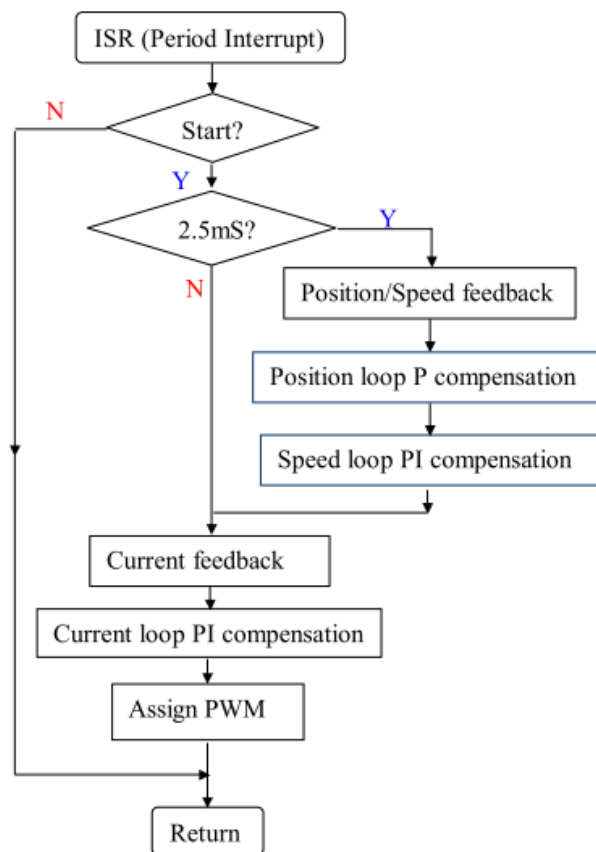 ISR (Period Interrupt)
N
Start?
Y
2.5mS?
Y
N
Position/Speed feedback
Position loop P compensation
Speed loop PI compensation
Current feedback
Current loop PI compensation
Assign PWM
Return